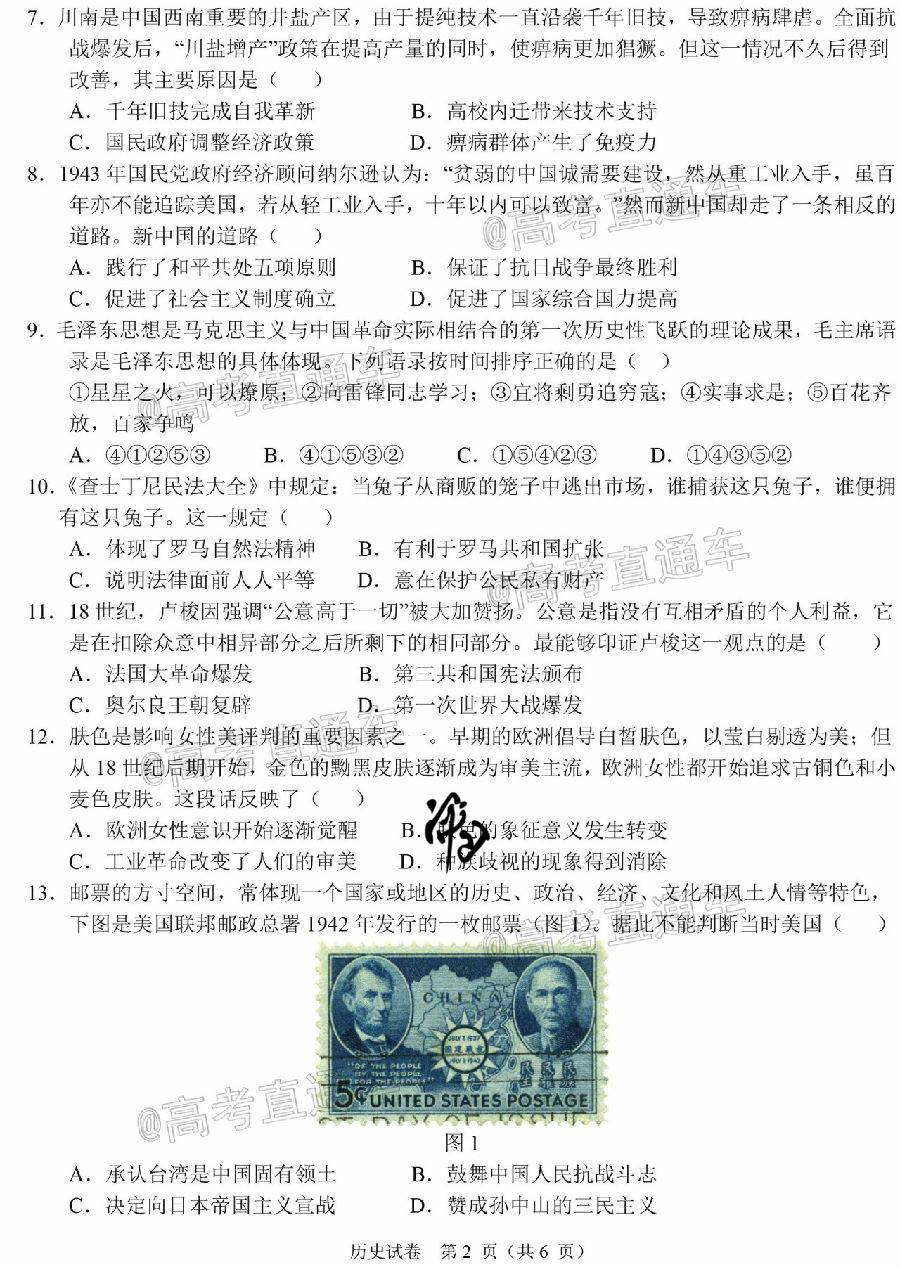 7．川南是中国西南重要的井盐产区，由于提纯技术一直沿袭千年旧技，导致痹病肆虐。全面抗
战爆发后，“川盐增产”政策在提高产量的同时，使痹病更加猖獗。但这一情况不久后得到
改善，其主要原因是（　　）
A．千年旧技完成自我革新　　B．高校内迁带来技术支持
C．国民政府调整经济政策　　D．痹病群体产生了免疫力
8．1943 年国民党政府经济顾问纳尔逊认为：“贫弱的中国诚需要建设，然从重工业入手，虽百
年亦不能追踪美国，若从轻工业入手，十年以内可以致富。”然而新中国却走了一条相反的
道路。新中国的道路（　　）
A．践行了和平共处五项原则　　B．保证了抗日战争最终胜利
C．促进了社会主义制度确立　　D．促进了国家综合国力提高
9．毛泽东思想是马克思主义与中国革命实际相结合的第一次历史性飞跃的理论成果，毛主席语
录是毛泽东思想的具体体现。下列语录按时间排序正确的是（　　）
①星星之火，可以燎原；②向雷锋同志学习；③宜将剩勇追穷寇；④实事求是；⑤百花齐
放，百家争鸣
A．④①②⑤③　　B．④①⑤③②　　C．①⑤④②③　　D．①④③⑤②
10．《查士丁尼民法大全》中规定：当兔子从商贩的笼子中逃出市场，谁捕获这只兔子，谁便拥
有这只兔子。这一规定（　　）
A．体现了罗马自然法精神　　B．有利于罗马共和国扩张
C．说明法律面前人人平等　　D．意在保护公民私有财产
11．18 世纪，卢梭因强调“公意高于一切”被大加赞扬。公意是指没有互相矛盾的个人利益，它
是在扣除众意中相异部分之后所剩下的相同部分。最能够印证卢梭这一观点的是（　　）
A．法国大革命爆发　　B．第三共和国宪法颁布
C．奥尔良王朝复辟　　D．第一次世界大战爆发
12．肤色是影响女性美评判的重要因素之一。早期的欧洲倡导白皙肤色，以莹白剔透为美；但
从 18 世纪后期开始，金色的黝黑皮肤逐渐成为审美主流，欧洲女性都开始追求古铜色和小
麦色皮肤。这段话反映了（　　）
A．欧洲女性意识开始逐渐觉醒　　B．肤色的象征意义发生转变
C．工业革命改变了人们的审美　　D．种族歧视的现象得到消除
13．邮票的方寸空间，常体现一个国家或地区的历史、政治、经济、文化和风土人情等特色，
下图是美国联邦邮政总署 1942 年发行的一枚邮票（图 1）。据此不能判断当时美国（　　）
CHINA
JULY 7, 1937
JULY 7, 1942
"OF THE PEOPLE
BY THE PEOPLE
FOR THE PEOPLE"
5¢ UNITED STATES POSTAGE
图 1
A．承认台湾是中国固有领土　　B．鼓舞中国人民抗战斗志
C．决定向日本帝国主义宣战　　D．赞成孙中山的三民主义
历史试卷　第 2 页（共 6 页）
@高考直通车
@高考直通车
@高考直通车
@高考直通车
@高考直通车
@高考直通车